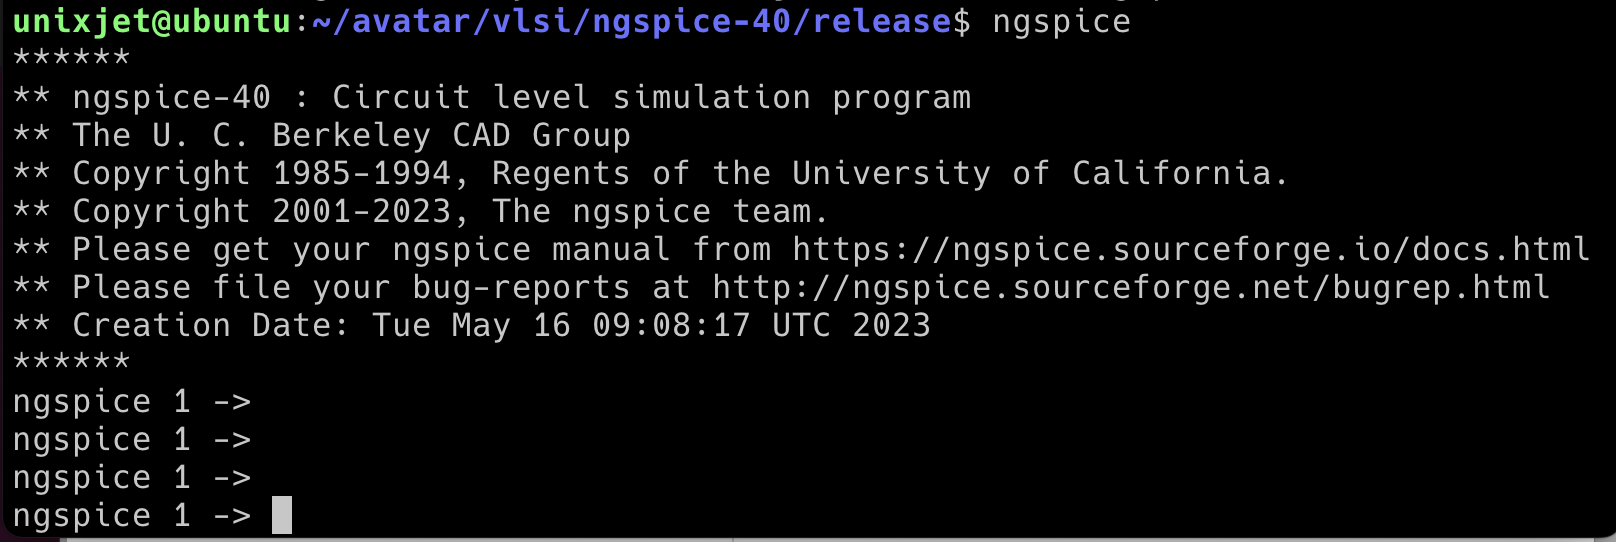 unixjet@ubuntu:~/avatar/vlsi/ngspice-40/release$ ngspice
******
** ngspice-40 : Circuit level simulation program
** The U. C. Berkeley CAD Group
** Copyright 1985-1994, Regents of the University of California.
** Copyright 2001-2023, The ngspice team.
** Please get your ngspice manual from https://ngspice.sourceforge.io/docs.html
** Please file your bug-reports at http://ngspice.sourceforge.net/bugrep.html
** Creation Date: Tue May 16 09:08:17 UTC 2023
******
ngspice 1 ->
ngspice 1 ->
ngspice 1 ->
ngspice 1 ->